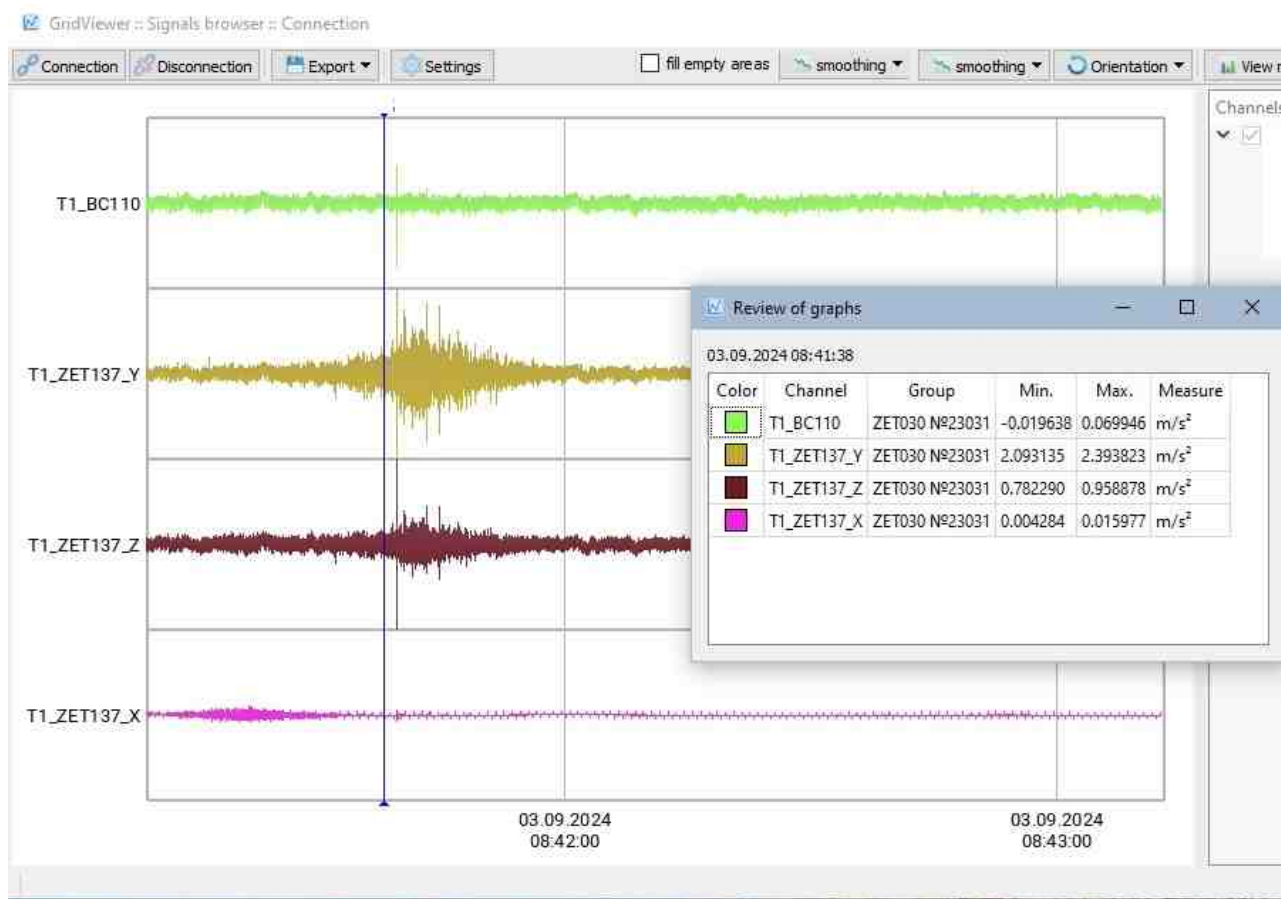 GridViewer :: Signals browser :: Connection
Connection Disconnection Export Settings fill empty areas smoothing smoothing Orientation View
Channels
T1_BC110
T1_ZET137_Y
T1_ZET137_Z
T1_ZET137_X
03.09.2024 03.09.2024
08:42:00 08:43:00
Review of graphs
03.09.2024 08:41:38
Color Channel Group Min. Max. Measure
T1_BC110 ZET030 №23031 -0.019638 0.069946 m/s²
T1_ZET137_Y ZET030 №23031 2.093135 2.393823 m/s²
T1_ZET137_Z ZET030 №23031 0.782290 0.958878 m/s²
T1_ZET137_X ZET030 №23031 0.004284 0.015977 m/s²